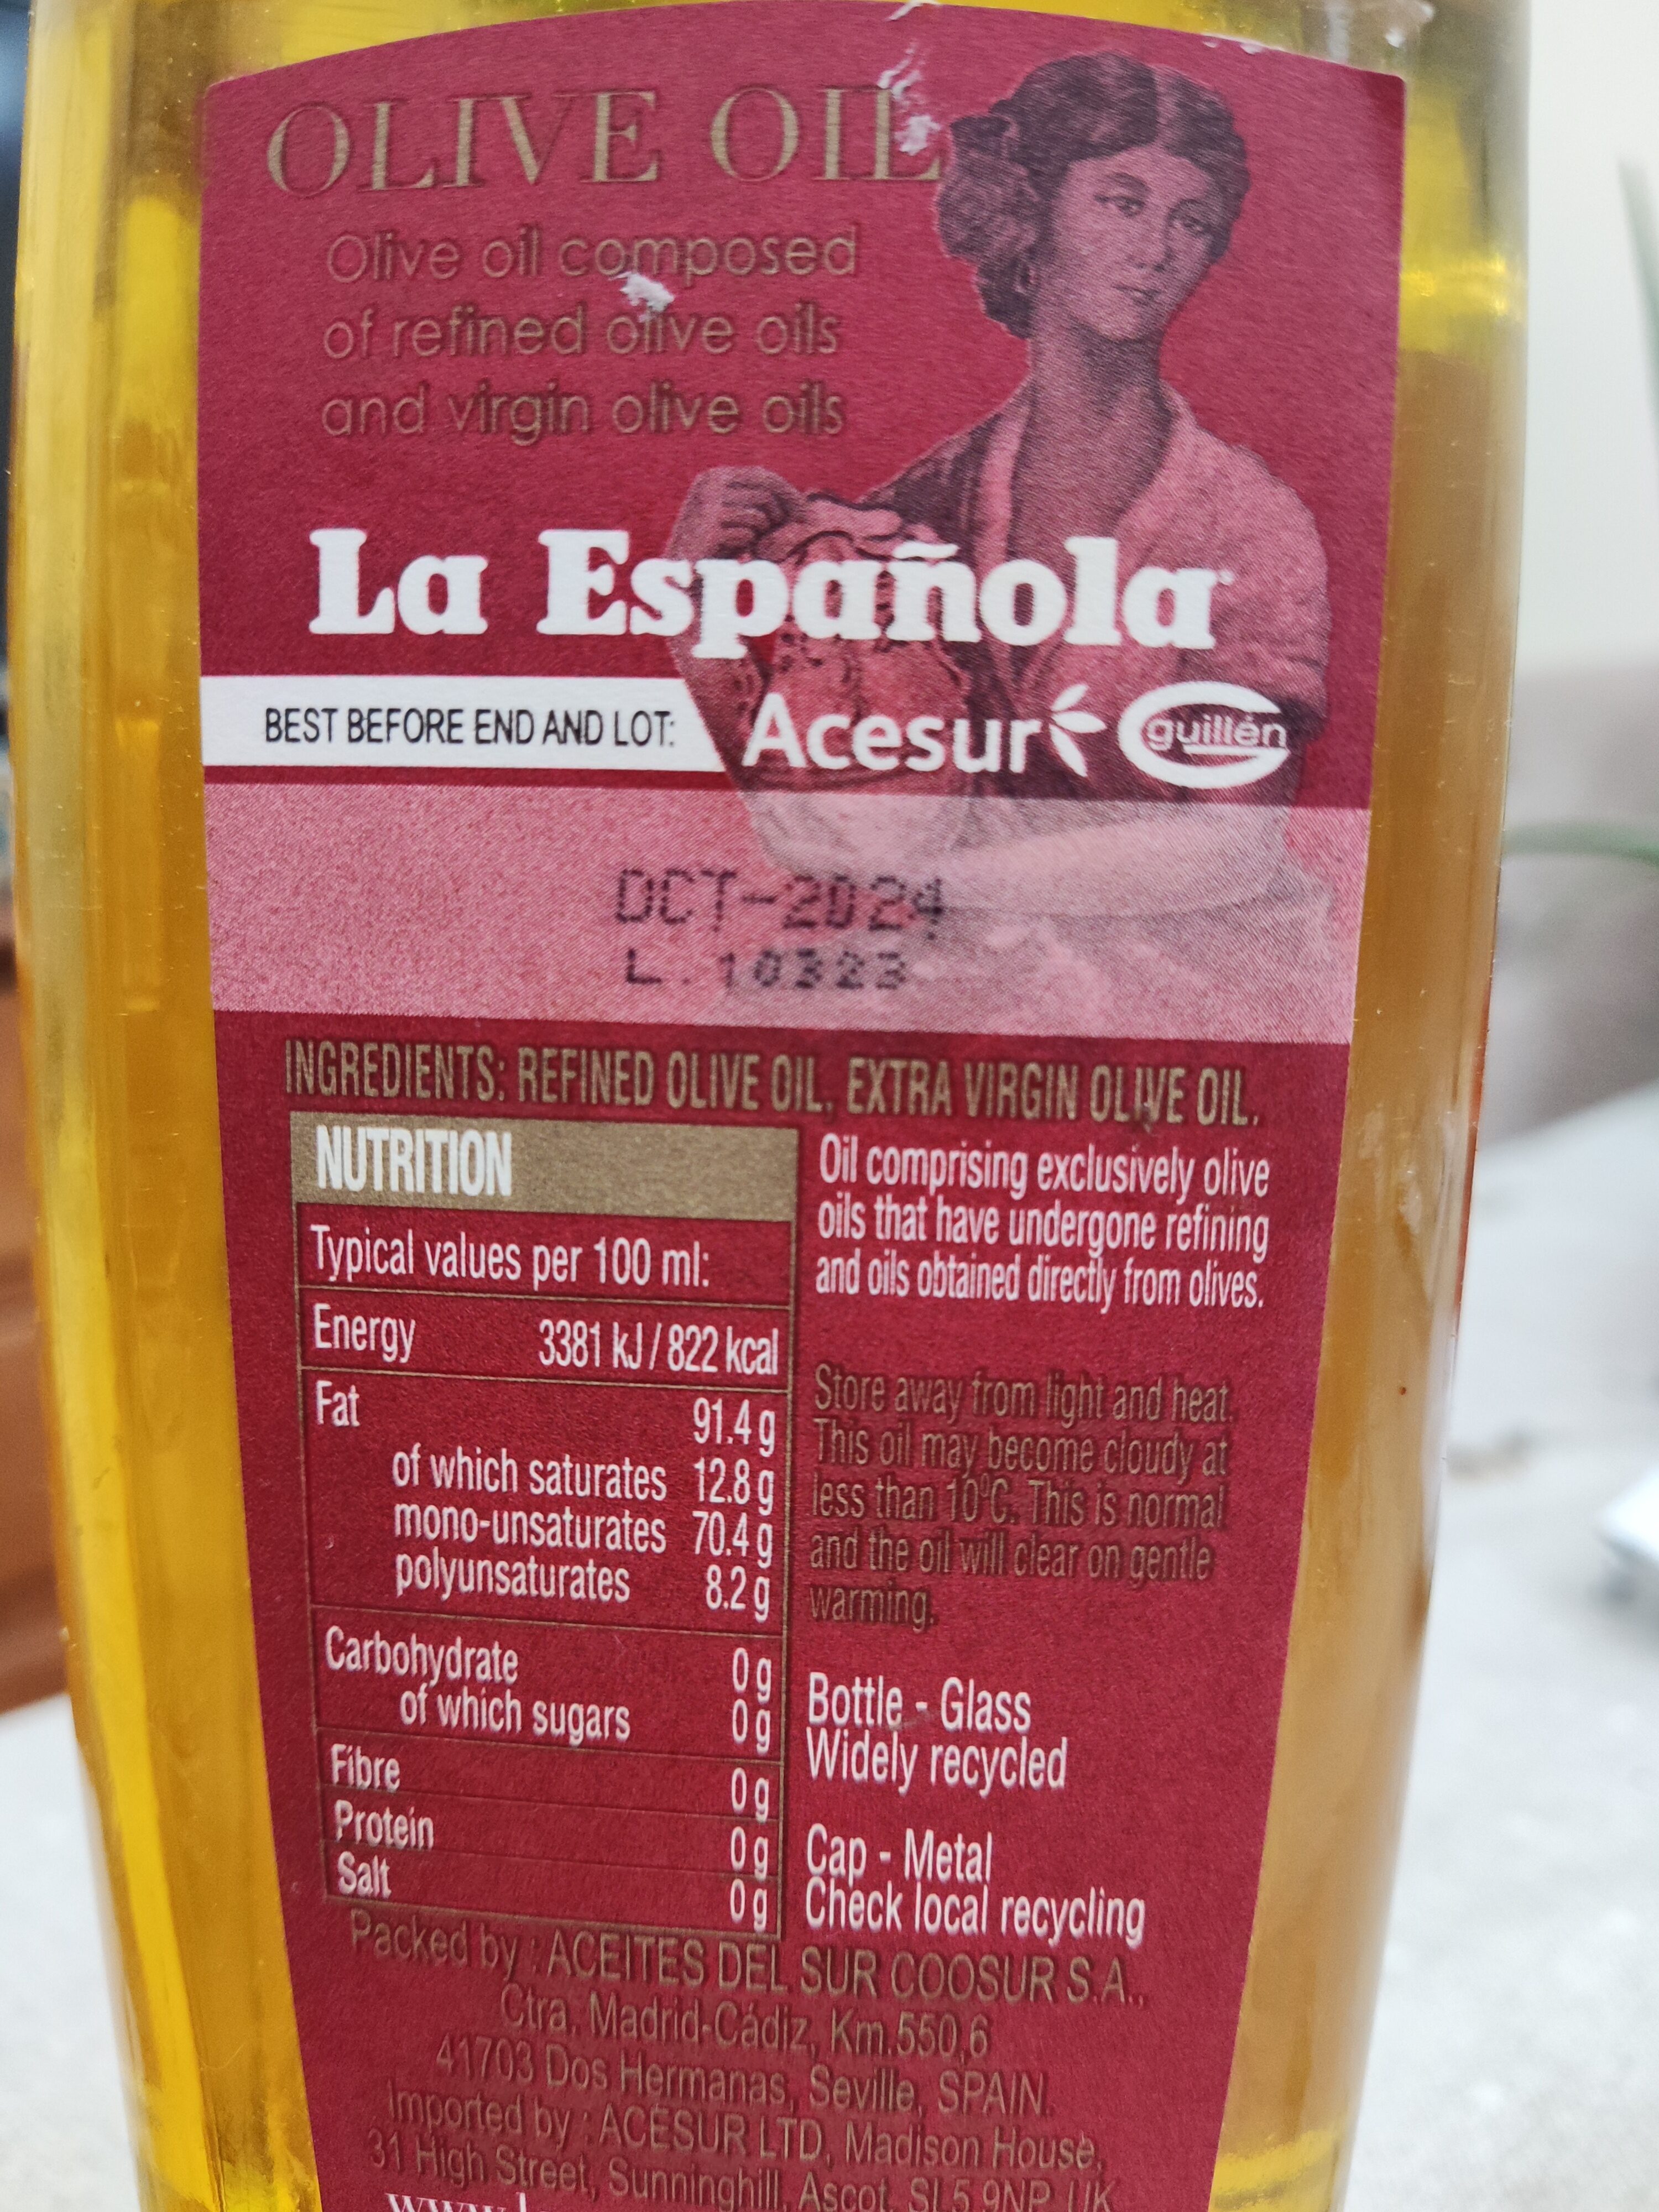 OLIVE OIL
Olive oil composed
of refined olive oils
and virgin olive oils
La Española
BEST BEFORE END AND LOT:
Acesur
guillén
OCT-2024
L. 10323
INGREDIENTS: REFINED OLIVE OIL, EXTRA VIRGIN OLIVE OIL.
NUTRITION
Typical values per 100 ml:
Energy 3381 kJ / 822 kcal
Fat 91.4 g
of which saturates 12.8 g
mono-unsaturates 70.4 g
polyunsaturates 8.2 g
Carbohydrate 0 g
of which sugars 0 g
Fibre 0 g
Protein 0 g
Salt 0 g
Oil comprising exclusively olive
oils that have undergone refining
and oils obtained directly from olives.
Store away from light and heat.
This oil may become cloudy at
less than 10ºC. This is normal
and the oil will clear on gentle
warming.
Bottle - Glass
Widely recycled
Cap - Metal
Check local recycling
Packed by : ACEITES DEL SUR COOSUR S.A.,
Ctra. Madrid-Cádiz, Km.550,6
41703 Dos Hermanas, Seville, SPAIN.
Imported by : ACESUR LTD, Madison House,
31 High Street, Sunninghill, Ascot, SL5 9NP, UK